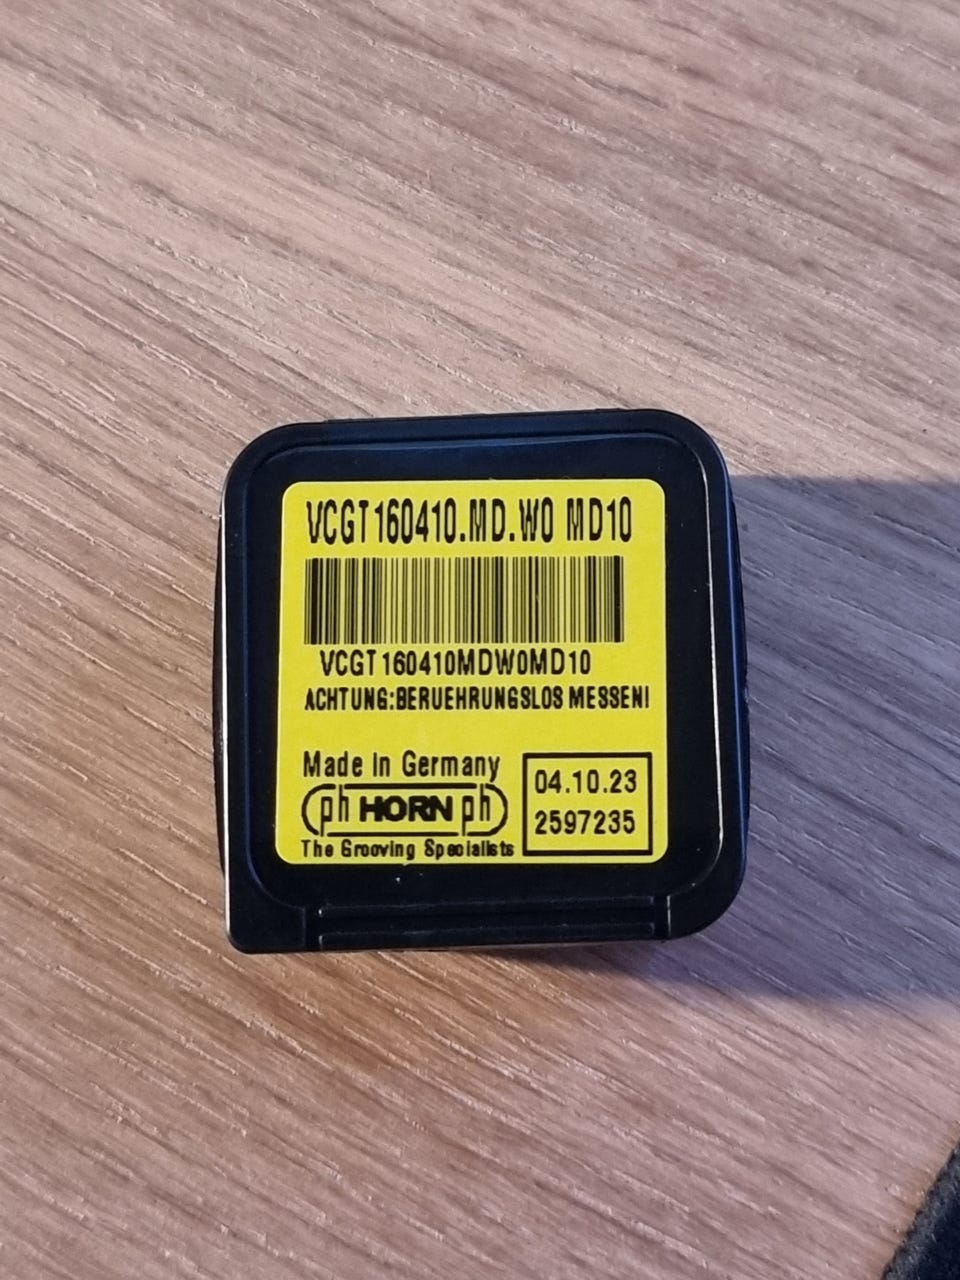 VCGT160410.MD.W0 MD10
VCGT160410MDW0MD10
ACHTUNG:BERUEHRUNGSLOS MESSEN!
Made in Germany
ph HORN ph
The Grooving Specialists
04.10.23
2597235